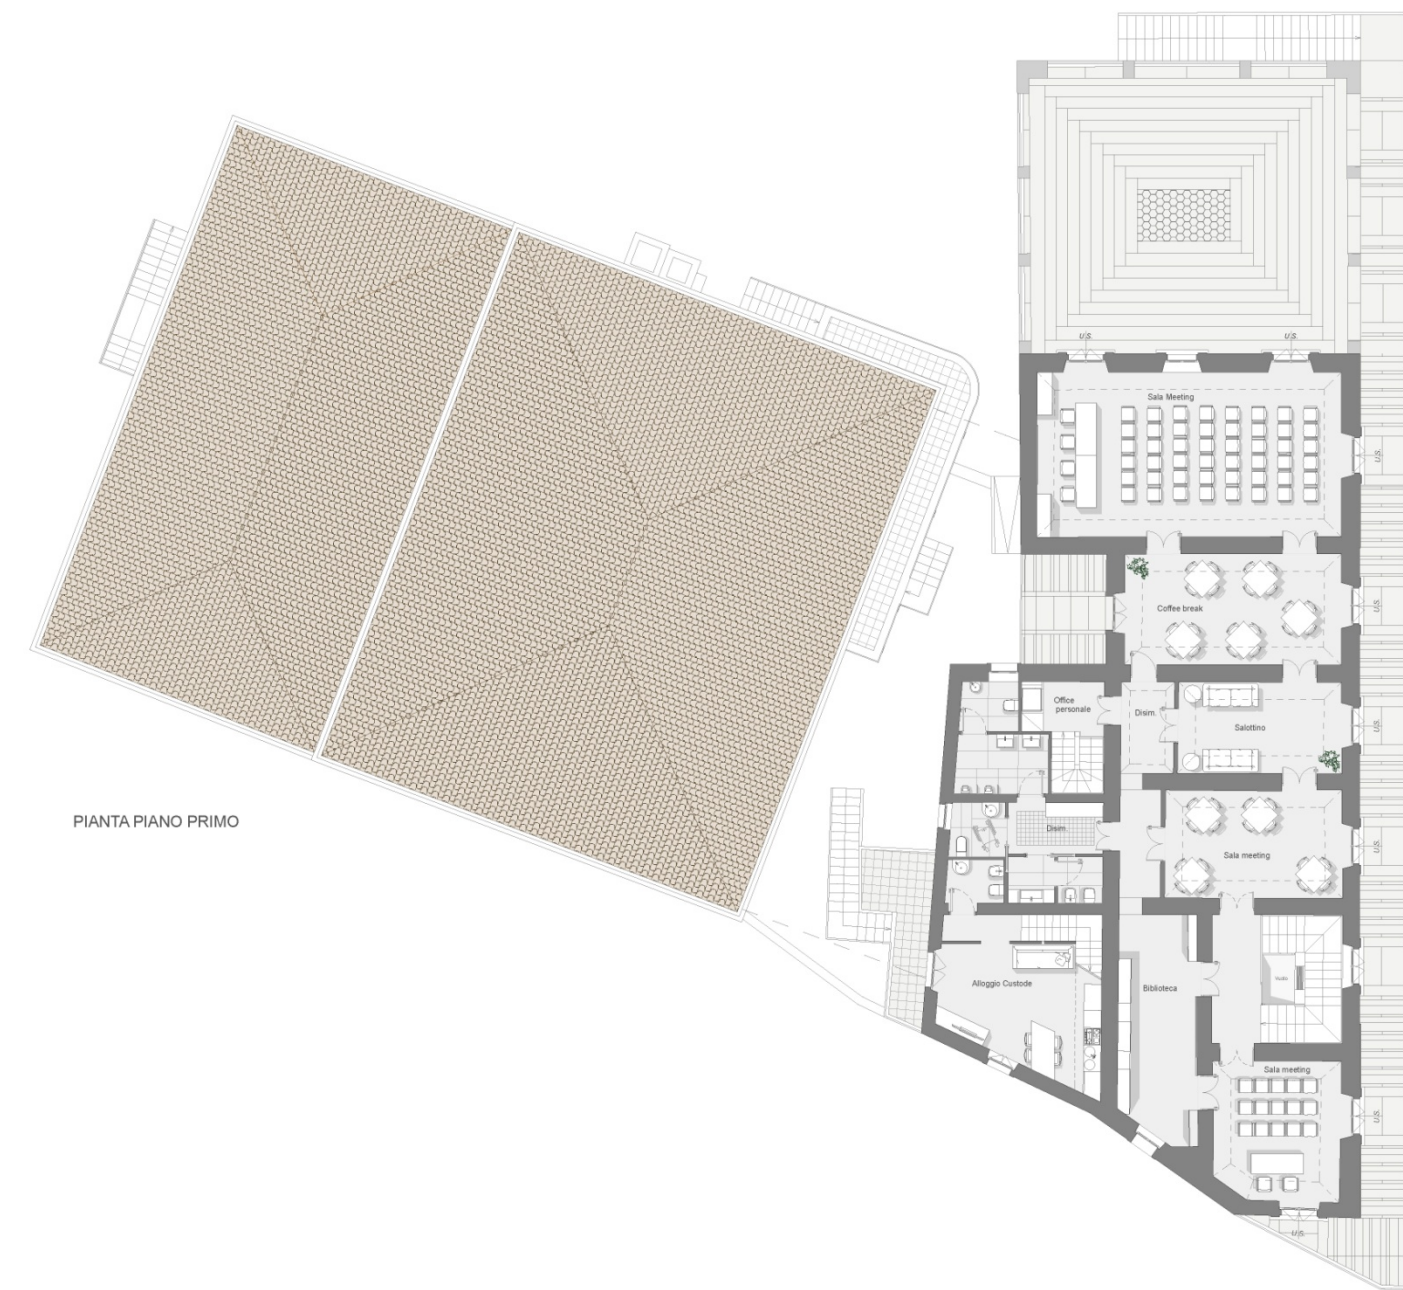 U.S.
U.S.
Sala Meeting
U.S.
Coffee break
U.S.
Office
personale
Disim.
Salottino
U.S.
PIANTA PIANO PRIMO
Disim.
Sala meeting
U.S.
Alloggio Custode
Biblioteca
Vuoto
Sala meeting
U.S.
U.S.